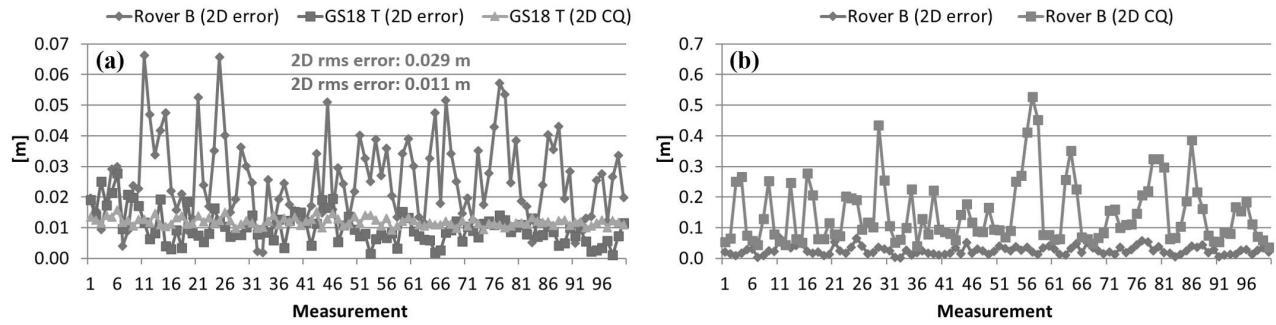 Rover B (2D error) GS18 T (2D error) GS18 T (2D CQ)
0.07
0.06
0.05
0.04
0.03
0.02
0.01
0.00
[m]
(a)
2D rms error: 0.029 m
2D rms error: 0.011 m
1 6 11 16 21 26 31 36 41 46 51 56 61 66 71 76 81 86 91 96
Measurement
Rover B (2D error) Rover B (2D CQ)
0.7
0.6
0.5
0.4
0.3
0.2
0.1
0.0
[m]
(b)
1 6 11 16 21 26 31 36 41 46 51 56 61 66 71 76 81 86 91 96
Measurement